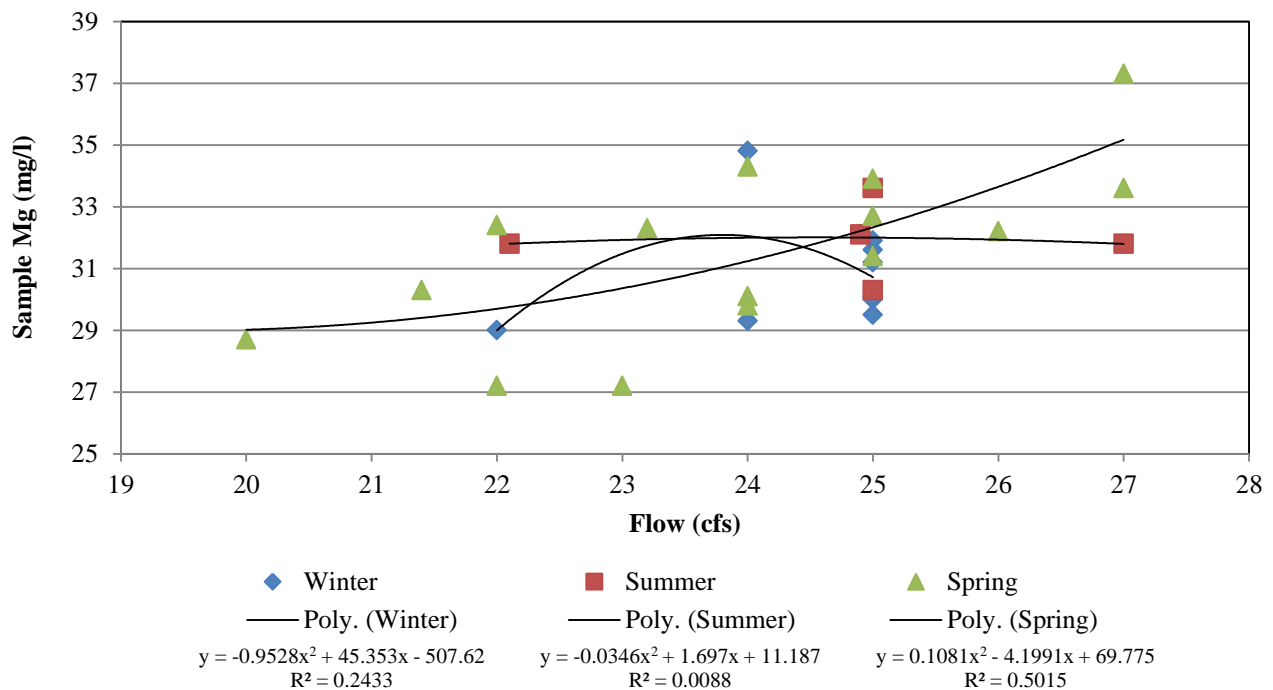 39
37
35
33
31
29
27
25
Sample Mg (mg/l)
19 20 21 22 23 24 25 26 27 28
Flow (cfs)
Winter Summer Spring
Poly. (Winter) Poly. (Summer) Poly. (Spring)
y = -0.9528x² + 45.353x - 507.62 y = -0.0346x² + 1.697x + 11.187 y = 0.1081x² - 4.1991x + 69.775
R² = 0.2433 R² = 0.0088 R² = 0.5015